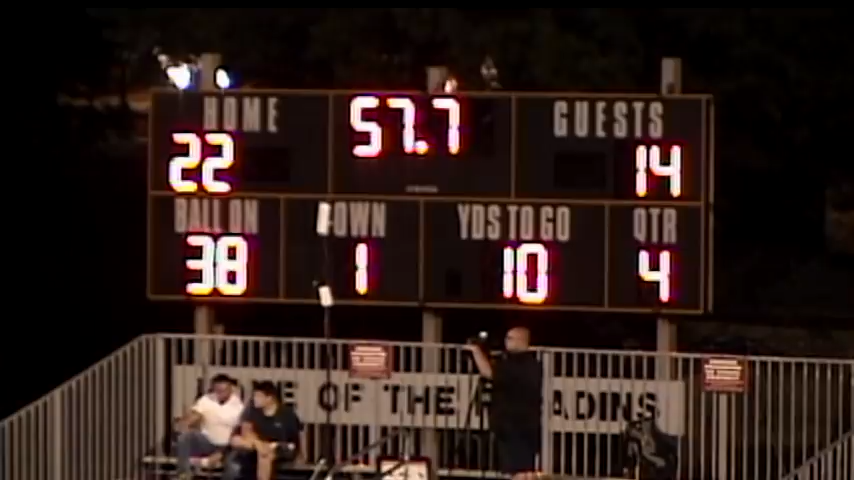 HOME 57.7 GUESTS
22 14
BALL ON DOWN YDS TO GO QTR
38 1 10 4
OF THE